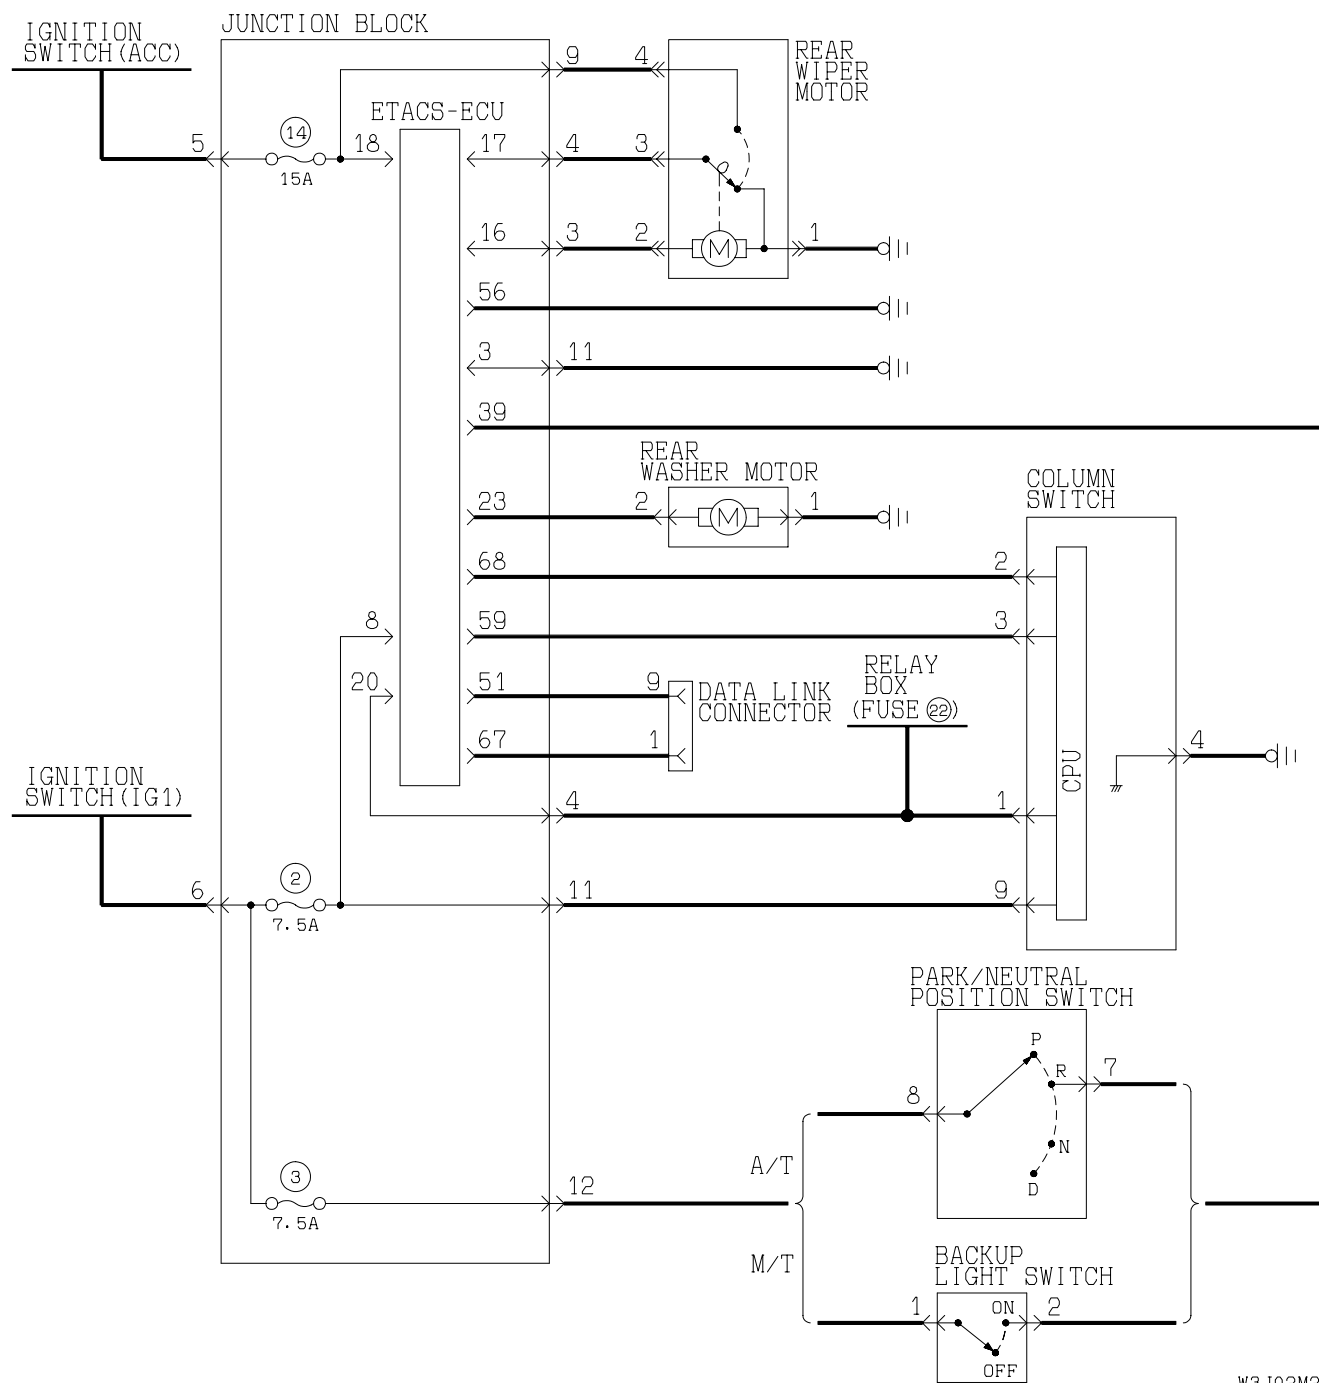 JUNCTION BLOCK
IGNITION
SWITCH(ACC)
9 4
REAR
WIPER
MOTOR
ETACS-ECU
5 14 18 17 4 3
15A
16 3 2 M 1
56
3 11
39
REAR
WASHER MOTOR
23 2 M 1
COLUMN
SWITCH
68 2
8 59 3
RELAY
BOX
(FUSE 22)
20 51 9
DATA LINK
CONNECTOR
67 1
CPU
4
IGNITION
SWITCH(IG1)
4 1
6 2 11 9
7.5A
PARK/NEUTRAL
POSITION SWITCH
P
R 7
8
N
D
A/T
3 12
7.5A
M/T
BACKUP
LIGHT SWITCH
1 ON 2
OFF